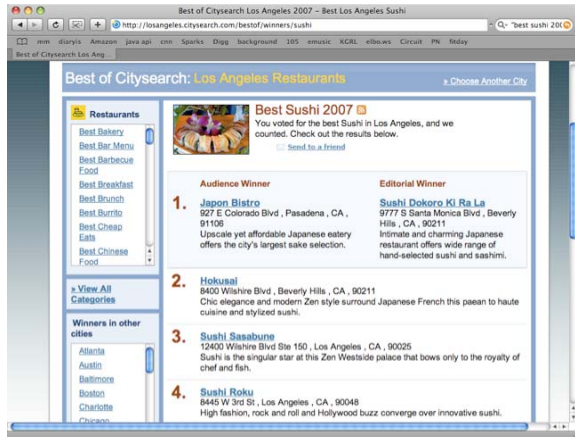 Best of Citysearch Los Angeles 2007 – Best Los Angeles Sushi
http://losangeles.citysearch.com/bestof/winners/sushi
"best sushi 200
mm diaryis Amazon java.api cnn Sparks Digg background 105 emusic XCRL elbo.ws Circuit PN fitday
Best of Citysearch Los Ang...
Best of Citysearch: Los Angeles Restaurants
» Choose Another City
Restaurants
Best Bakery
Best Bar Menu
Best Barbecue
Food
Best Breakfast
Best Brunch
Best Burrito
Best Cheap
Eats
Best Chinese
Food
» View All
Categories
Winners in other
cities
Atlanta
Austin
Baltimore
Boston
Charlotte
Chicago
Best Sushi 2007
You voted for the best Sushi in Los Angeles, and we
counted. Check out the results below.
Send to a friend
Audience Winner
1. Japon Bistro
927 E Colorado Blvd , Pasadena , CA ,
91106
Upscale yet affordable Japanese eatery
offers the city's largest sake selection.
Editorial Winner
Sushi Dokoro Ki Ra La
9777 S Santa Monica Blvd , Beverly
Hills , CA , 90211
Intimate and charming Japanese
restaurant offers wide range of
hand-selected sushi and sashimi.
2. Hokusai
8400 Wilshire Blvd , Beverly Hills , CA , 90211
Chic elegance and modern Zen style surround Japanese French this paean to haute
cuisine and stylized sushi.
3. Sushi Sasabune
12400 Wilshire Blvd Ste 150 , Los Angeles , CA , 90025
Sushi is the singular star at this Zen Westside palace that bows only to the royalty of
chef and fish.
4. Sushi Roku
8445 W 3rd St , Los Angeles , CA , 90048
High fashion, rock and roll and Hollywood buzz converge over innovative sushi.